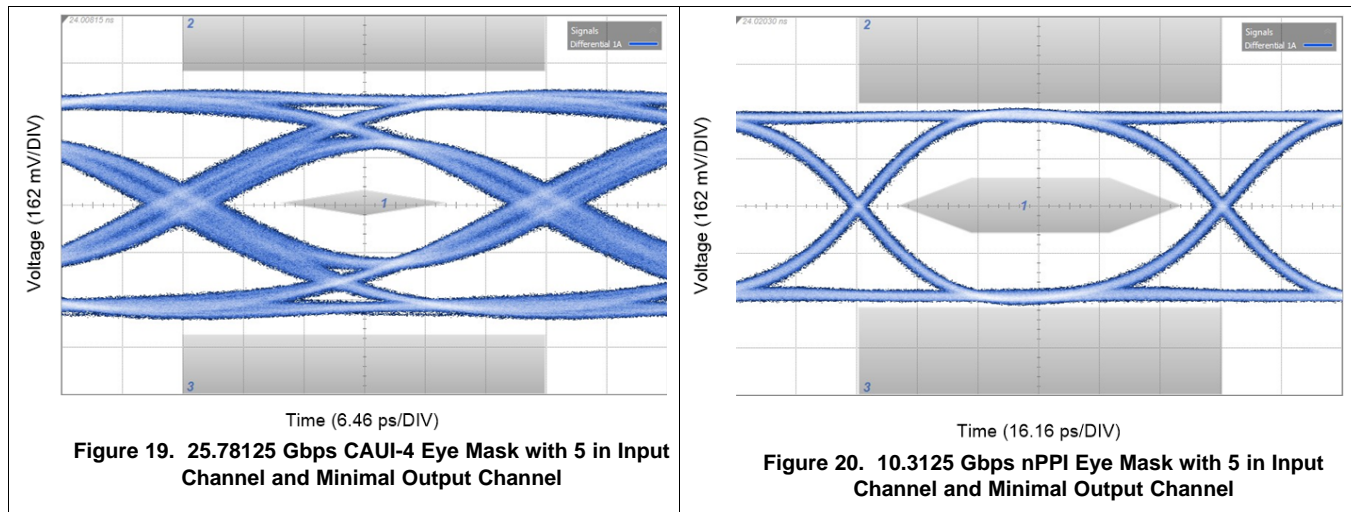 24.00815 ns
2
Signals
Differential 1A
1
3
Voltage (162 mV/DIV)
Time (6.46 ps/DIV)
Figure 19. 25.78125 Gbps CAUI-4 Eye Mask with 5 in Input
Channel and Minimal Output Channel
24.02030 ns
2
Signals
Differential 1A
1
3
Voltage (162 mV/DIV)
Time (16.16 ps/DIV)
Figure 20. 10.3125 Gbps nPPI Eye Mask with 5 in Input
Channel and Minimal Output Channel